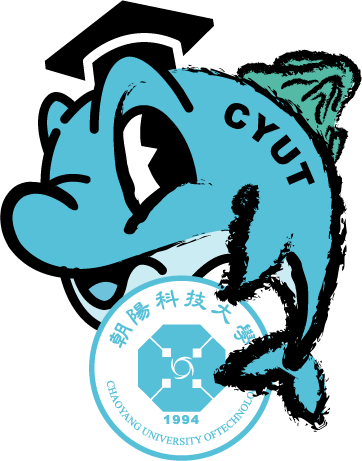 CYUT
朝陽科技大學
1994
CHAOYANG UNIVERSITY OFTECHNOLO